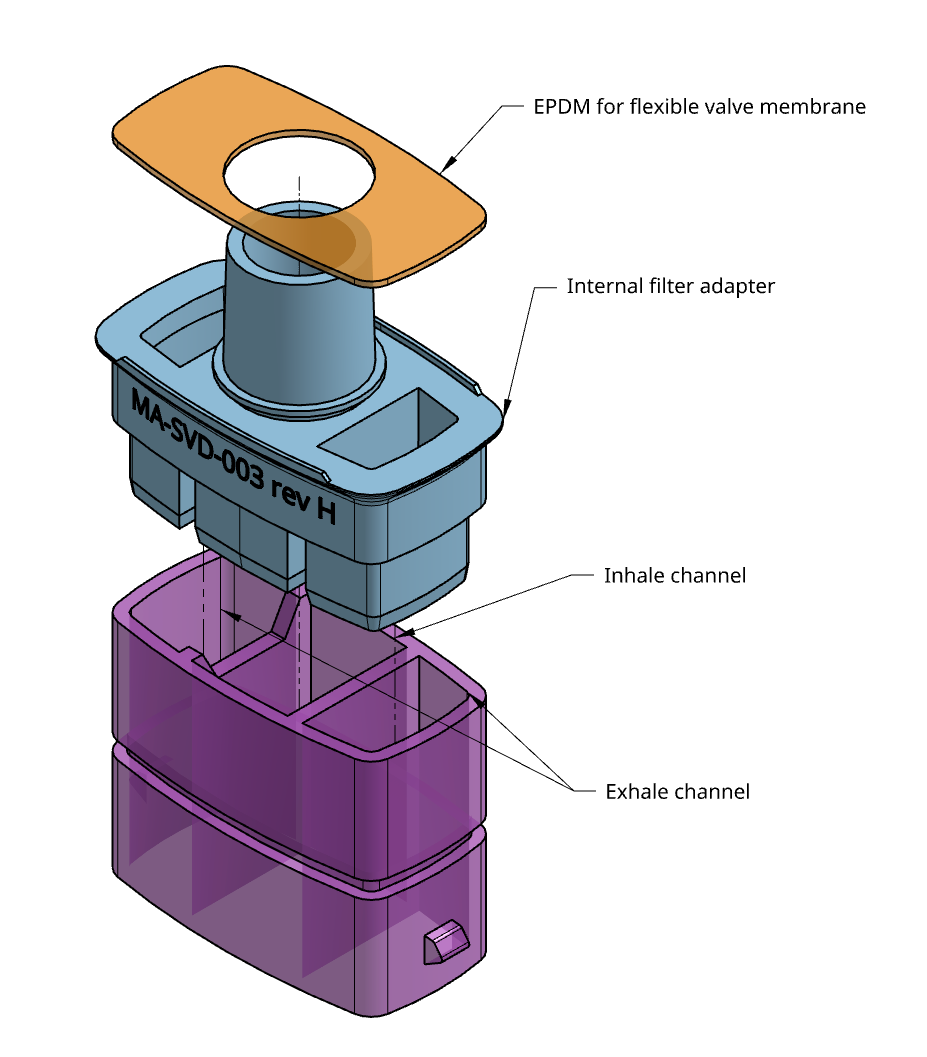 EPDM for flexible valve membrane
Internal filter adapter
MA-SVD-003 rev H
Inhale channel
Exhale channel